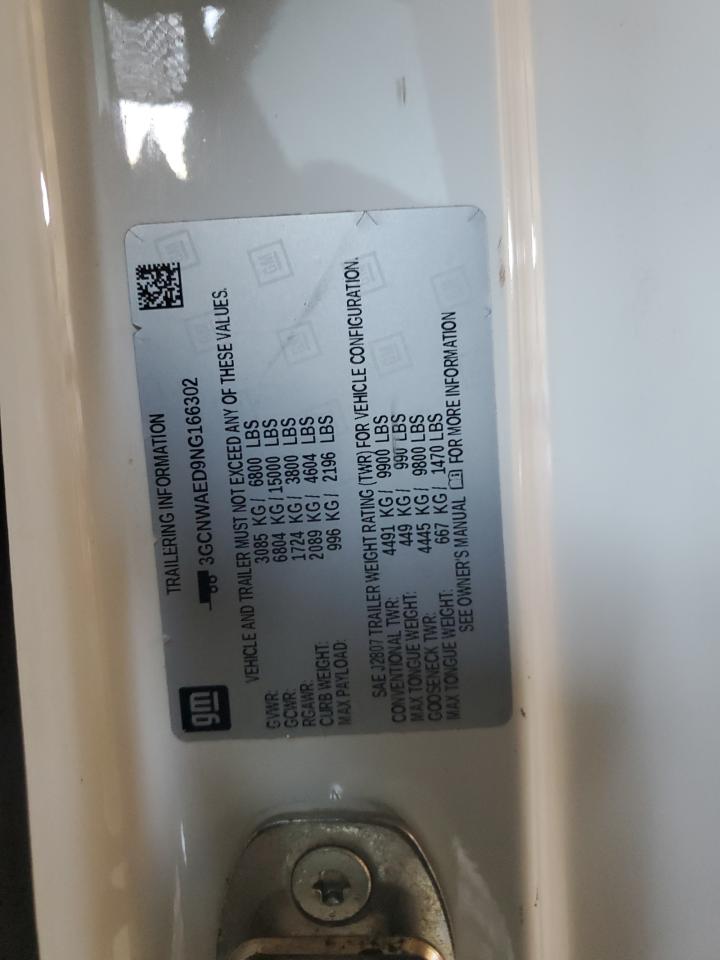 gm
TRAILERING INFORMATION
3GCNWAED9NG166302
VEHICLE AND TRAILER MUST NOT EXCEED ANY OF THESE VALUES.
GVWR: 3085 KG / 6800 LBS
GCWR: 6804 KG / 15000 LBS
RGAWR: 1724 KG / 3800 LBS
CURB WEIGHT: 2089 KG / 4604 LBS
MAX PAYLOAD: 996 KG / 2196 LBS
SAE J2807 TRAILER WEIGHT RATING (TWR) FOR VEHICLE CONFIGURATION.
CONVENTIONAL TWR: 4491 KG / 9900 LBS
MAX TONGUE WEIGHT: 449 KG / 990 LBS
GOOSENECK TWR: 4445 KG / 9800 LBS
MAX TONGUE WEIGHT: 667 KG / 1470 LBS
SEE OWNER'S MANUAL FOR MORE INFORMATION